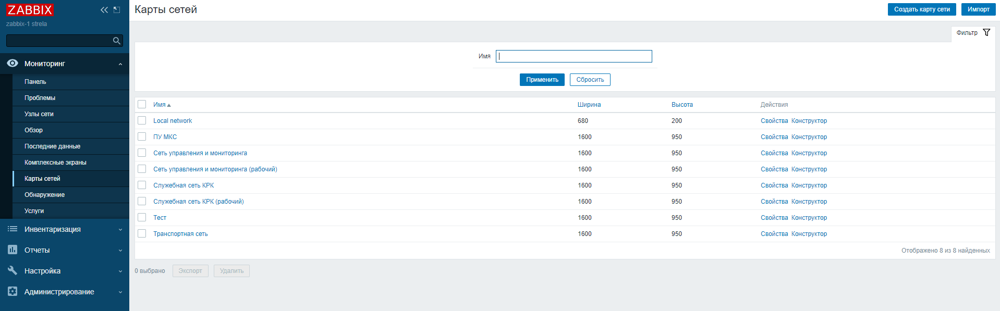 ZABBIX
zabbix-1 strela
Мониторинг
Панель
Проблемы
Узлы сети
Обзор
Последние данные
Комплексные экраны
Карты сетей
Обнаружение
Услуги
Инвентаризация
Отчеты
Настройка
Администрирование
Карты сетей
Создать карту сети Импорт
Фильтр
Имя
Применить Сбросить
Имя Ширина Высота Действия
Local network 680 200 Свойства Конструктор
ПУ МКС 1600 950 Свойства Конструктор
Сеть управления и мониторинга 1600 950 Свойства Конструктор
Сеть управления и мониторинга (рабочий) 1600 950 Свойства Конструктор
Служебная сеть КРК 1600 950 Свойства Конструктор
Служебная сеть КРК (рабочий) 1600 950 Свойства Конструктор
Тест 1600 950 Свойства Конструктор
Транспортная сеть 1600 950 Свойства Конструктор
Отображено 8 из 8 найденных
0 выбрано Экспорт Удалить